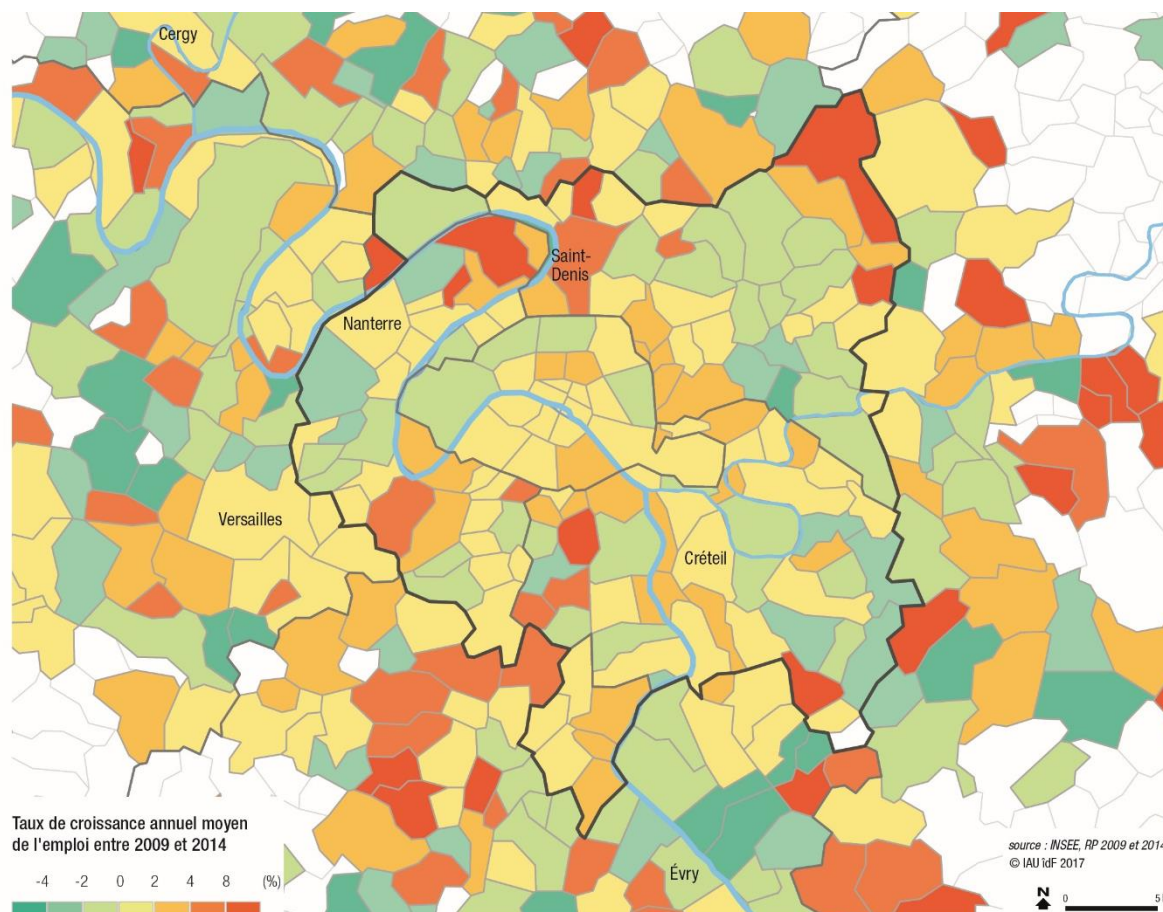 Cergy
Saint-
Denis
Nanterre
Versailles
Créteil
Évry
Taux de croissance annuel moyen
de l'emploi entre 2009 et 2014
-4 -2 0 2 4 8 (%)
source : INSEE, RP 2009 et 2014
© IAU îdF 2017
N
0 5